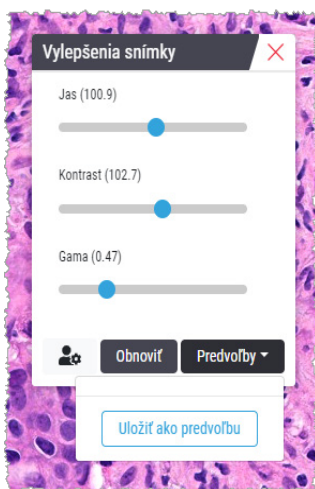 Vylepšenia snímky
Jas (100.9)
Kontrast (102.7)
Gama (0.47)
Obnoviť
Predvoľby
Uložiť ako predvoľbu